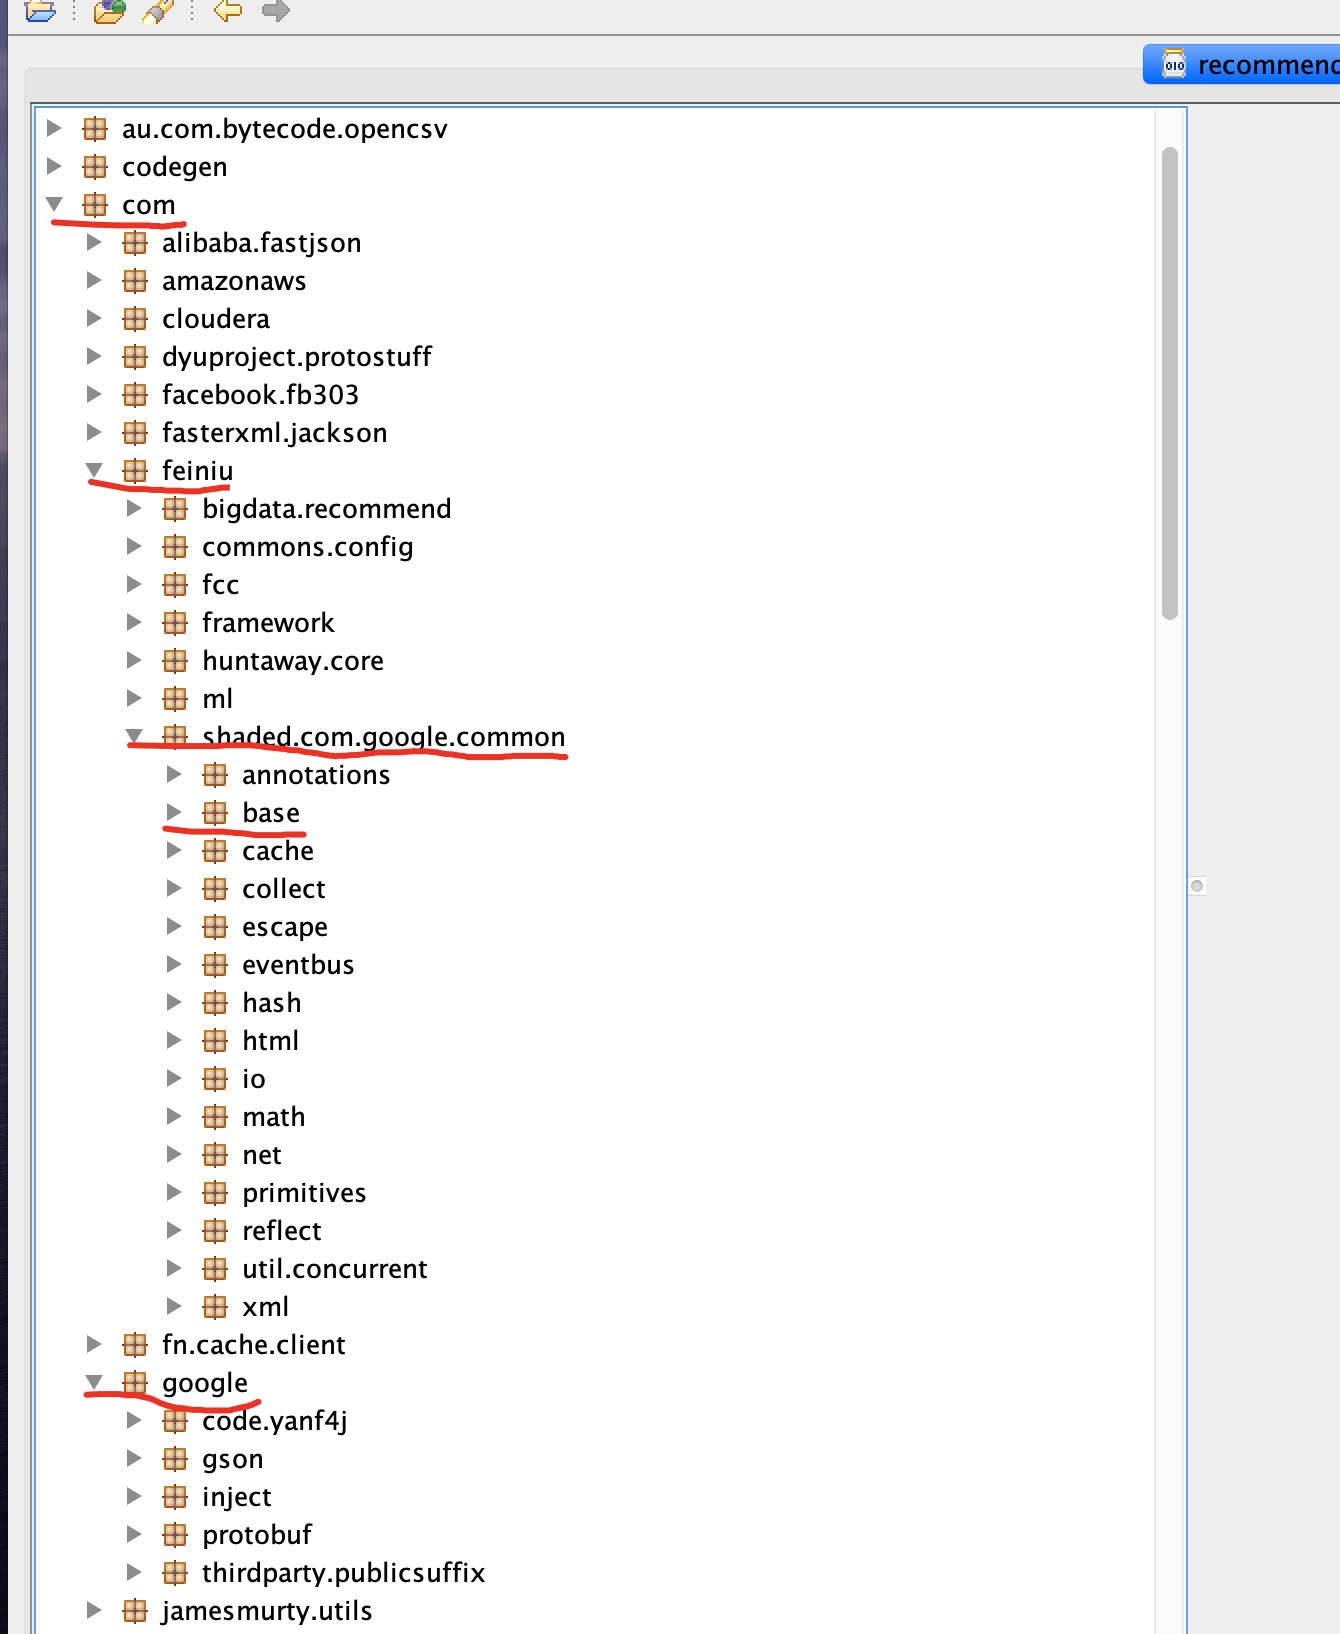 recommend
au.com.bytecode.opencsv
codegen
com
alibaba.fastjson
amazonaws
cloudera
dyuproject.protostuff
facebook.fb303
fasterxml.jackson
feiniu
bigdata.recommend
commons.config
fcc
framework
huntaway.core
ml
shaded.com.google.common
annotations
base
cache
collect
escape
eventbus
hash
html
io
math
net
primitives
reflect
util.concurrent
xml
fn.cache.client
google
code.yanf4j
gson
inject
protobuf
thirdparty.publicsuffix
jamesmurty.utils